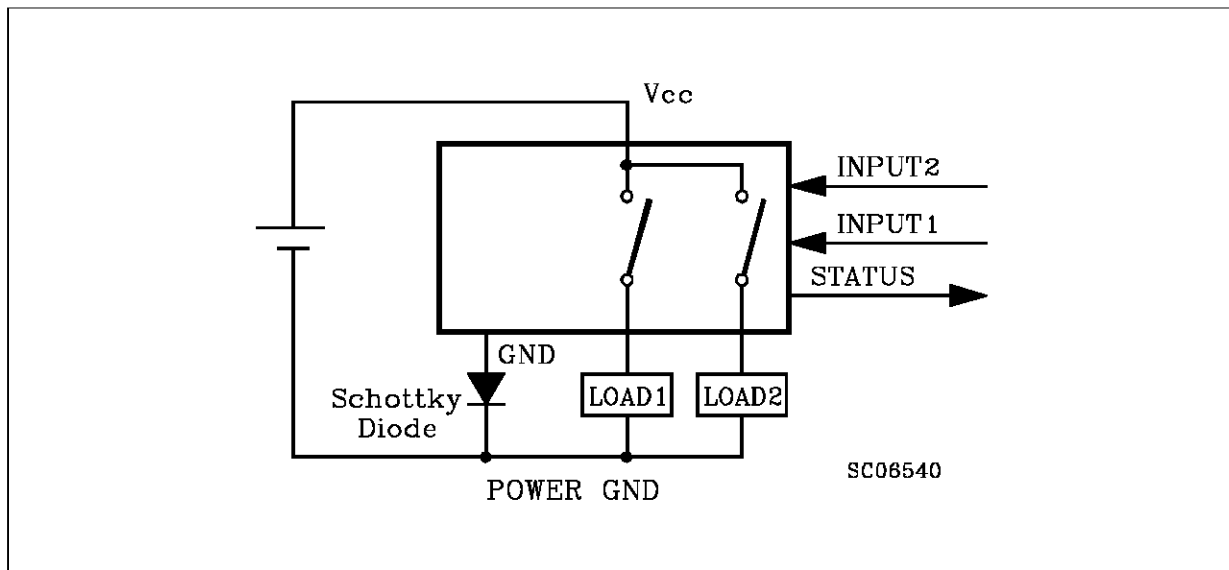 Vcc
INPUT2
INPUT1
STATUS
GND
Schottky
Diode
LOAD1
LOAD2
POWER GND
SC06540